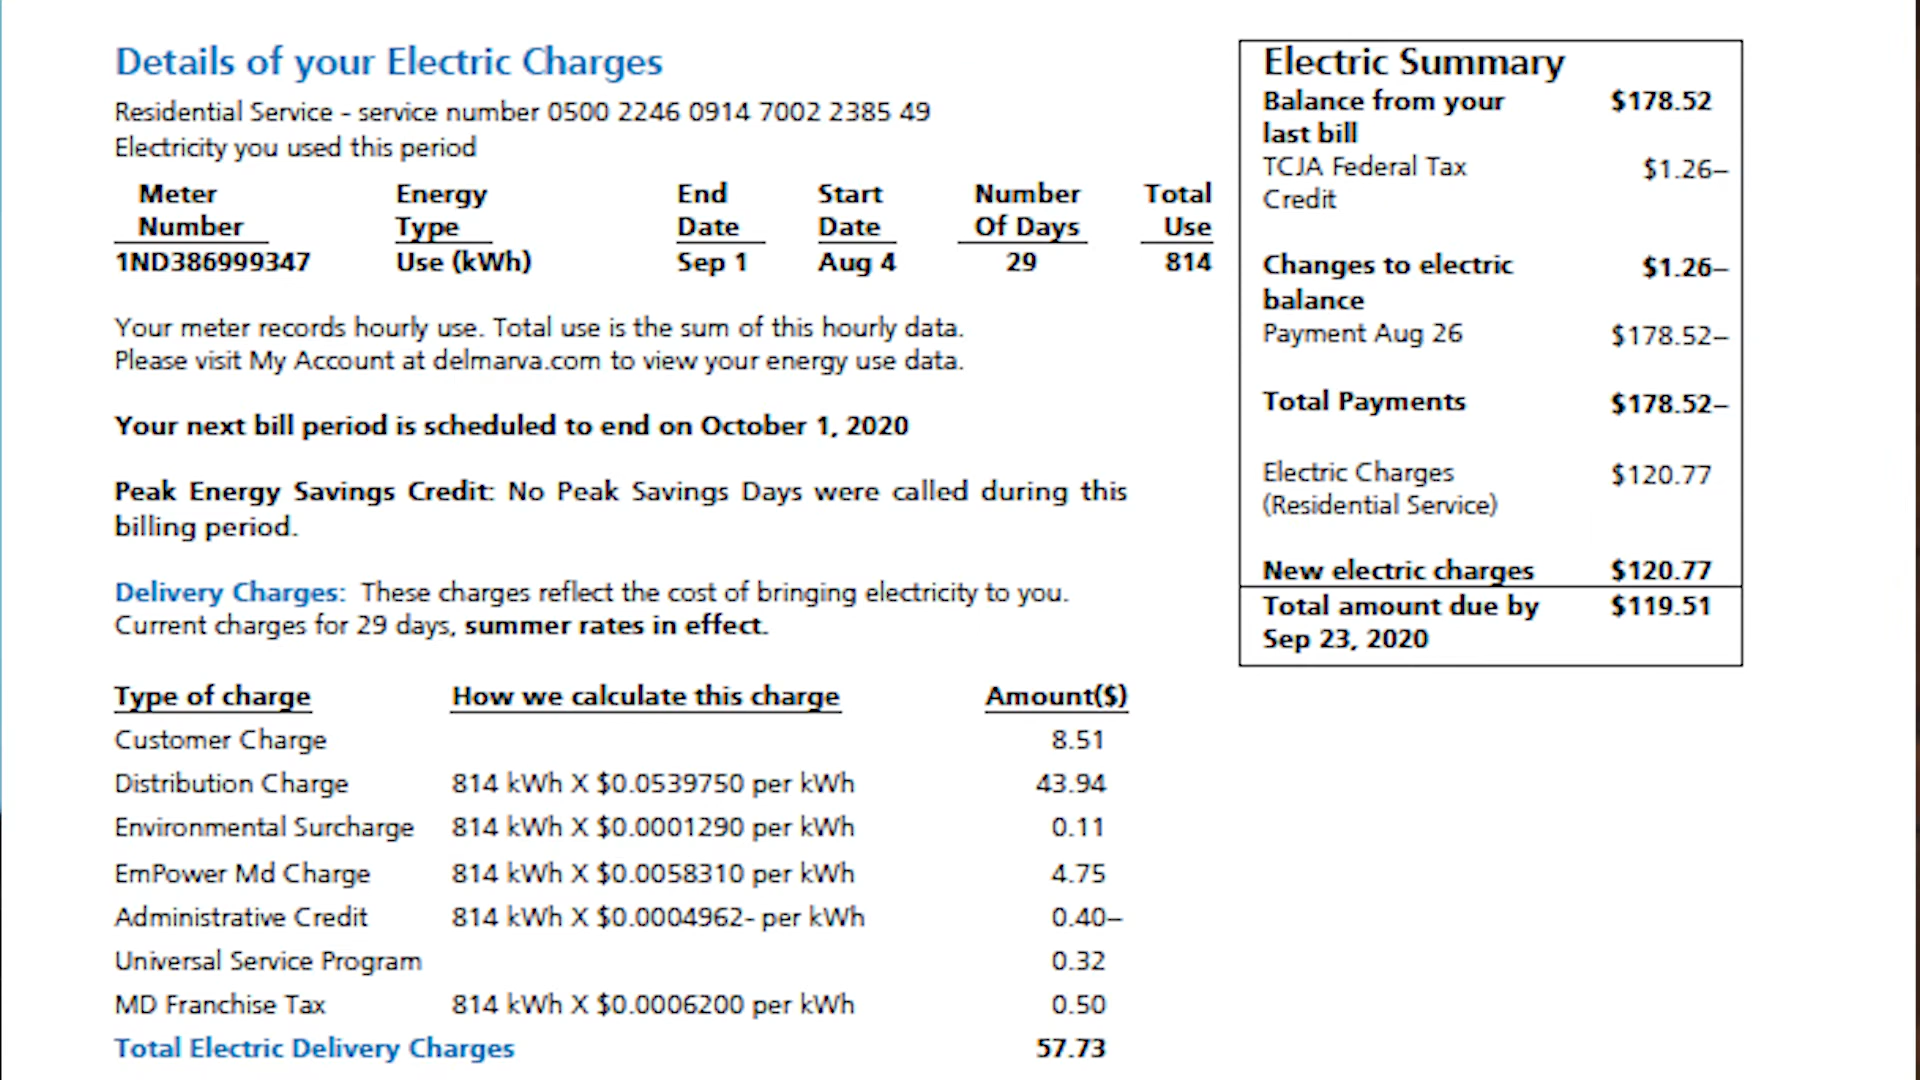 Details of your Electric Charges
Residential Service - service number 0500 2246 0914 7002 2385 49
Electricity you used this period
Meter Number Energy Type End Date Start Date Number Of Days Total Use
1ND386999347 Use (kWh) Sep 1 Aug 4 29 814
Your meter records hourly use. Total use is the sum of this hourly data.
Please visit My Account at delmarva.com to view your energy use data.
Your next bill period is scheduled to end on October 1, 2020
Peak Energy Savings Credit: No Peak Savings Days were called during this
billing period.
Delivery Charges: These charges reflect the cost of bringing electricity to you.
Current charges for 29 days, summer rates in effect.
Type of charge How we calculate this charge Amount($)
Customer Charge 8.51
Distribution Charge 814 kWh X $0.0539750 per kWh 43.94
Environmental Surcharge 814 kWh X $0.0001290 per kWh 0.11
EmPower Md Charge 814 kWh X $0.0058310 per kWh 4.75
Administrative Credit 814 kWh X $0.0004962- per kWh 0.40–
Universal Service Program 0.32
MD Franchise Tax 814 kWh X $0.0006200 per kWh 0.50
Total Electric Delivery Charges 57.73
Electric Summary
Balance from your $178.52
last bill
TCJA Federal Tax $1.26–
Credit
Changes to electric $1.26–
balance
Payment Aug 26 $178.52–
Total Payments $178.52–
Electric Charges $120.77
(Residential Service)
New electric charges $120.77
Total amount due by $119.51
Sep 23, 2020